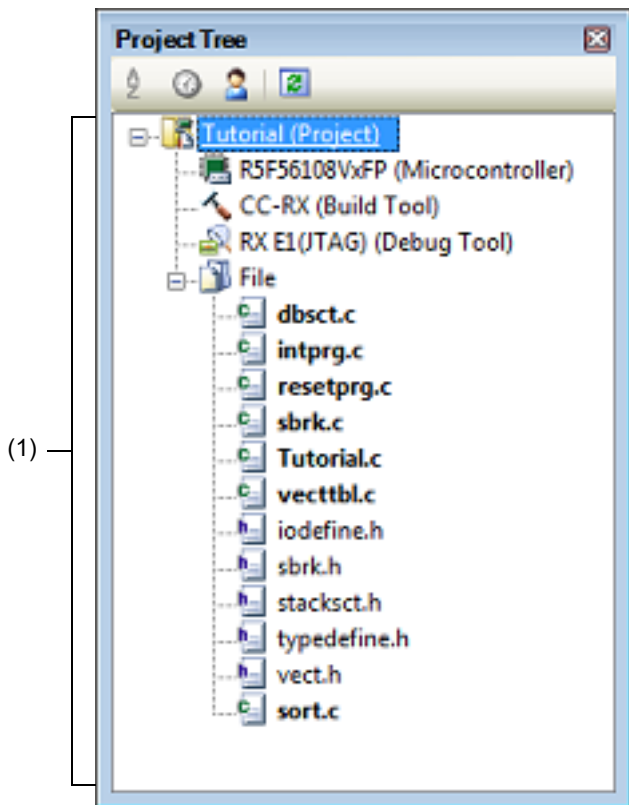 Project Tree
Tutorial (Project)
R5F56108VxFP (Microcontroller)
CC-RX (Build Tool)
RX E1(JTAG) (Debug Tool)
File
dbsct.c
intprg.c
resetprg.c
sbrk.c
(1)
Tutorial.c
vecttbl.c
iodefine.h
sbrk.h
stacksct.h
typedefine.h
vect.h
sort.c